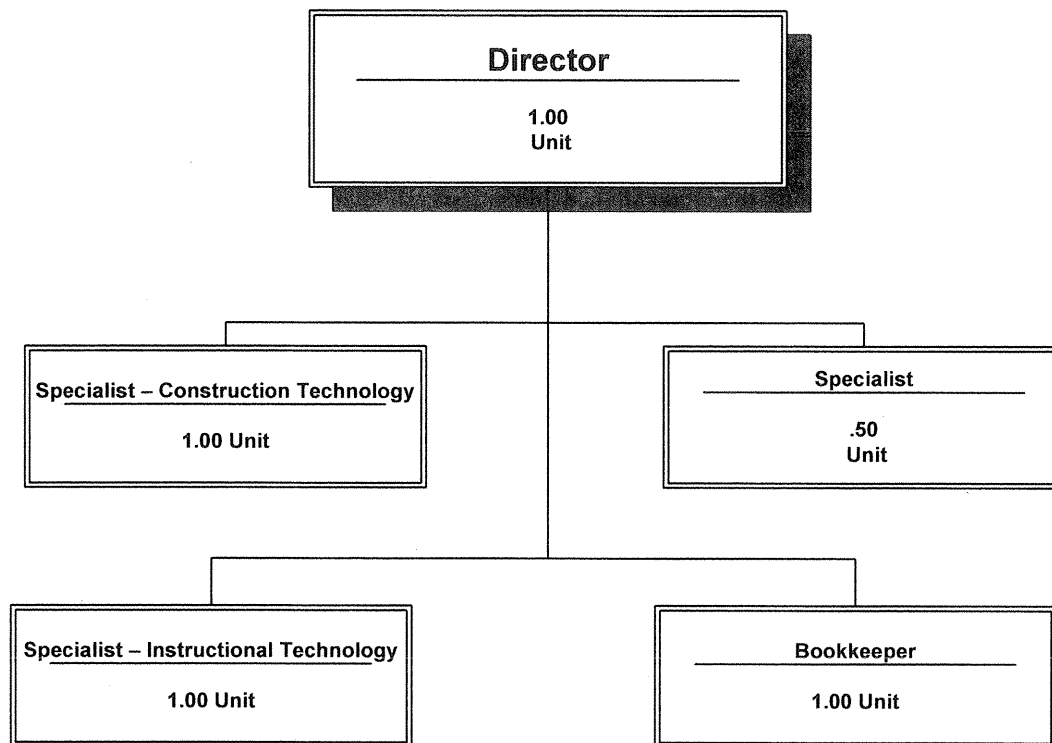 Director
1.00
Unit
Specialist – Construction Technology
1.00 Unit
Specialist
.50
Unit
Specialist – Instructional Technology
1.00 Unit
Bookkeeper
1.00 Unit